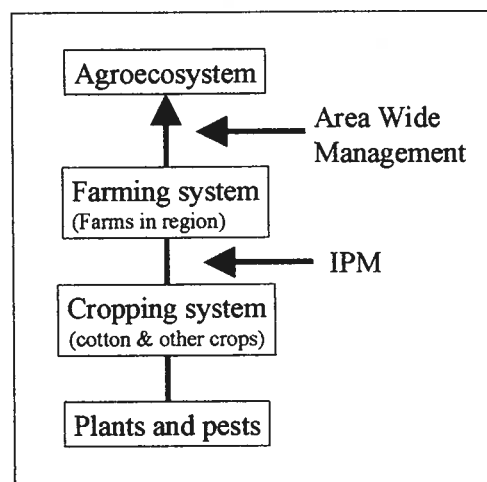 Agroecosystem
Area Wide
Management
Farming system
(Farms in region)
IPM
Cropping system
(cotton & other crops)
Plants and pests